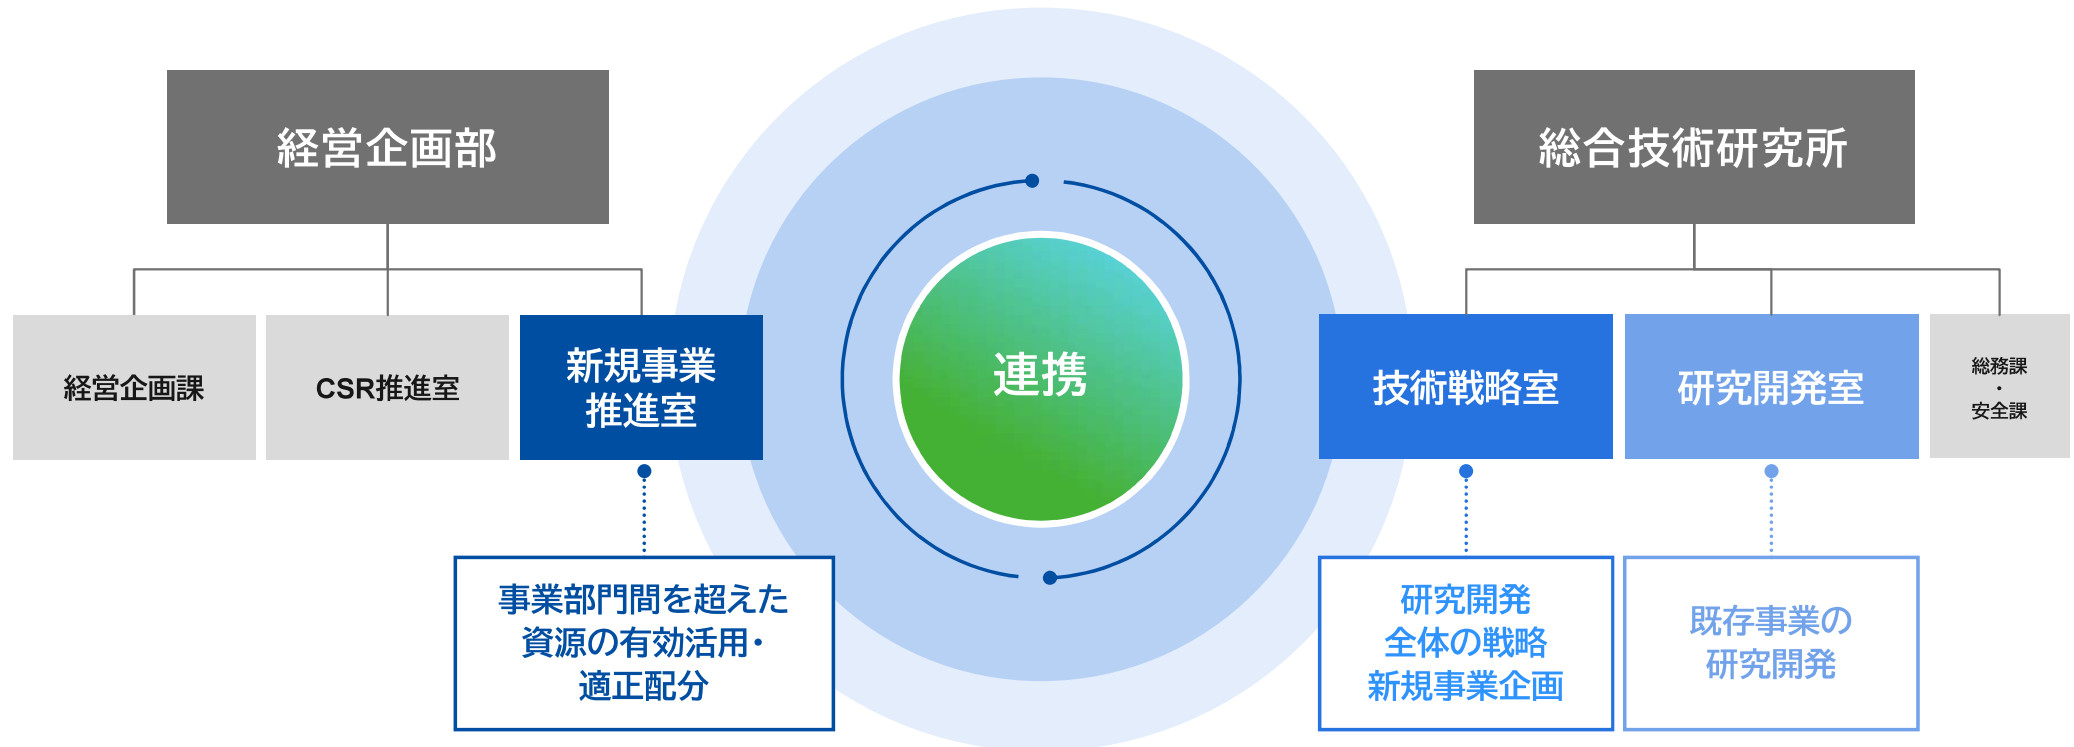 経営企画部
総合技術研究所
経営企画課
CSR推進室
新規事業
推進室
連携
技術戦略室
研究開発室
総務課
・
安全課
事業部門間を超えた
資源の有効活用・
適正配分
研究開発
全体の戦略
新規事業企画
既存事業の
研究開発